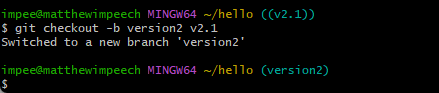 impee@matthewimpeech MINGW64 ~/hello ((v2.1))
$ git checkout -b version2 v2.1
Switched to a new branch 'version2'
impee@matthewimpeech MINGW64 ~/hello (version2)
$